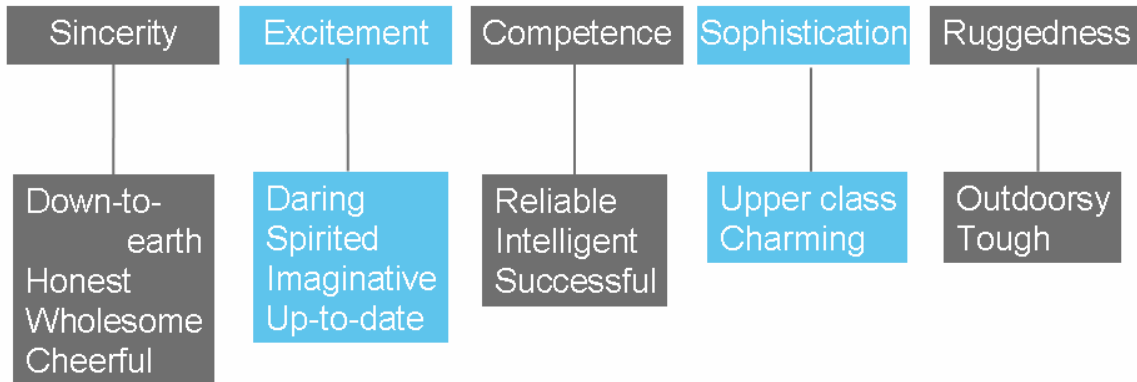 Sincerity
Excitement
Competence
Sophistication
Ruggedness
Down-to-
earth
Honest
Wholesome
Cheerful
Daring
Spirited
Imaginative
Up-to-date
Reliable
Intelligent
Successful
Upper class
Charming
Outdoorsy
Tough